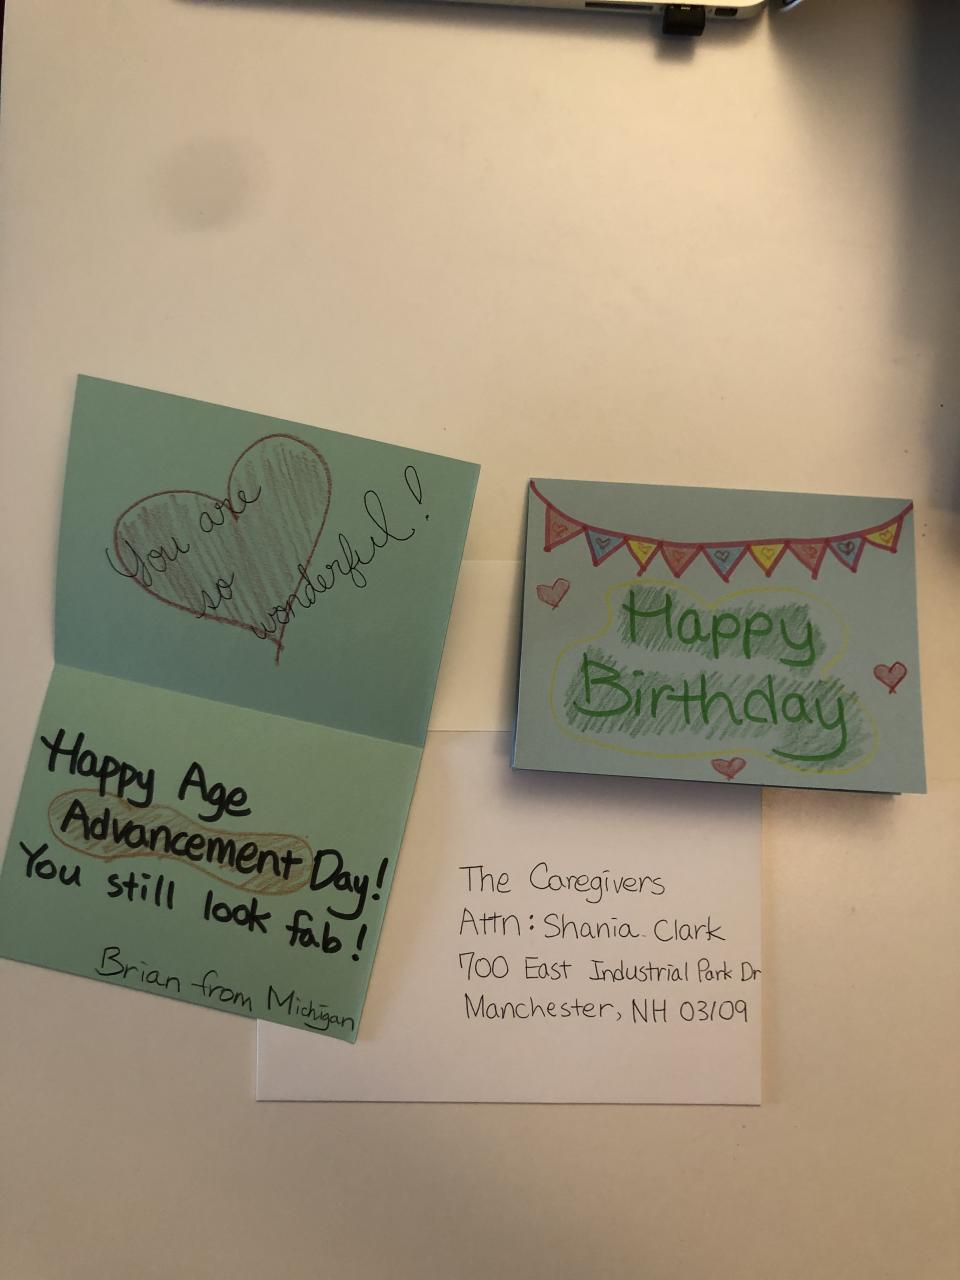 You are
so
wonderful!
Happy Age
Advancement Day!
You still look fab!
Brian from Michigan
Happy
Birthday
The Caregivers
Attn: Shania Clark
700 East Industrial Park Dr
Manchester, NH 03109